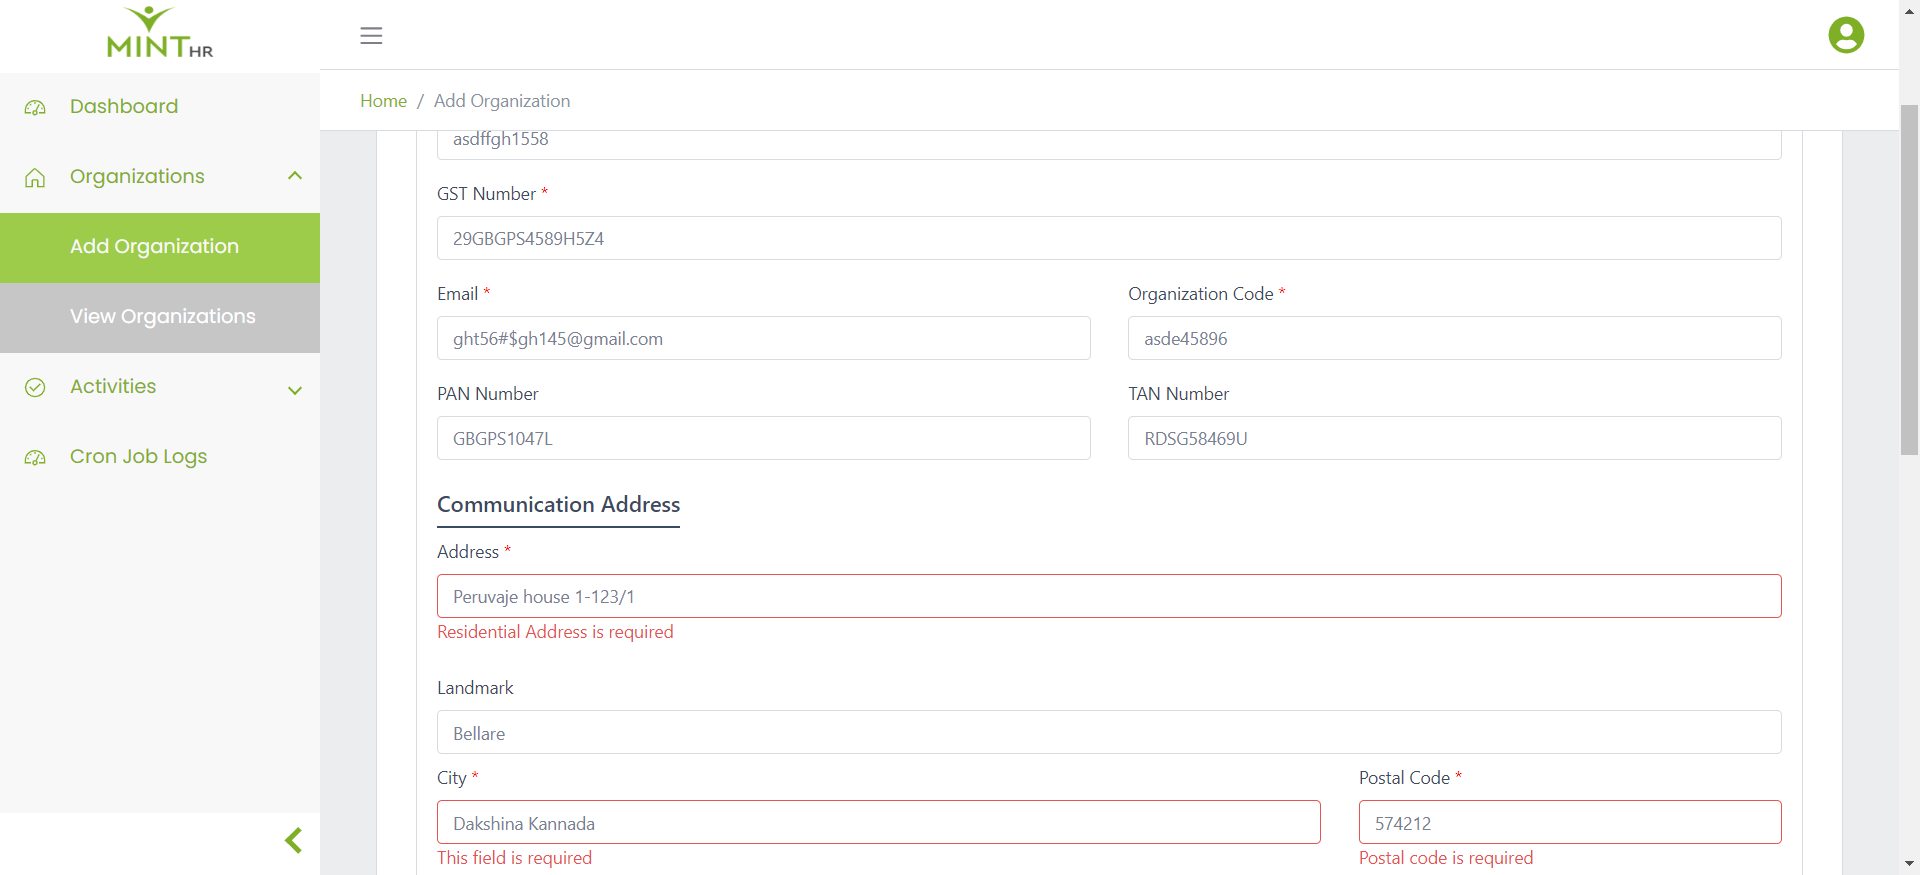 MINT HR
Dashboard
Organizations
Add Organization
View Organizations
Activities
Cron Job Logs
Home / Add Organization
asdffgh1558
GST Number *
29GBGPS4589H5Z4
Email *
Organization Code *
ght56#$gh145@gmail.com
asde45896
PAN Number
TAN Number
GBGPS1047L
RDSG58469U
Communication Address
Address *
Peruvaje house 1-123/1
Residential Address is required
Landmark
Bellare
City *
Postal Code *
Dakshina Kannada
574212
This field is required
Postal code is required